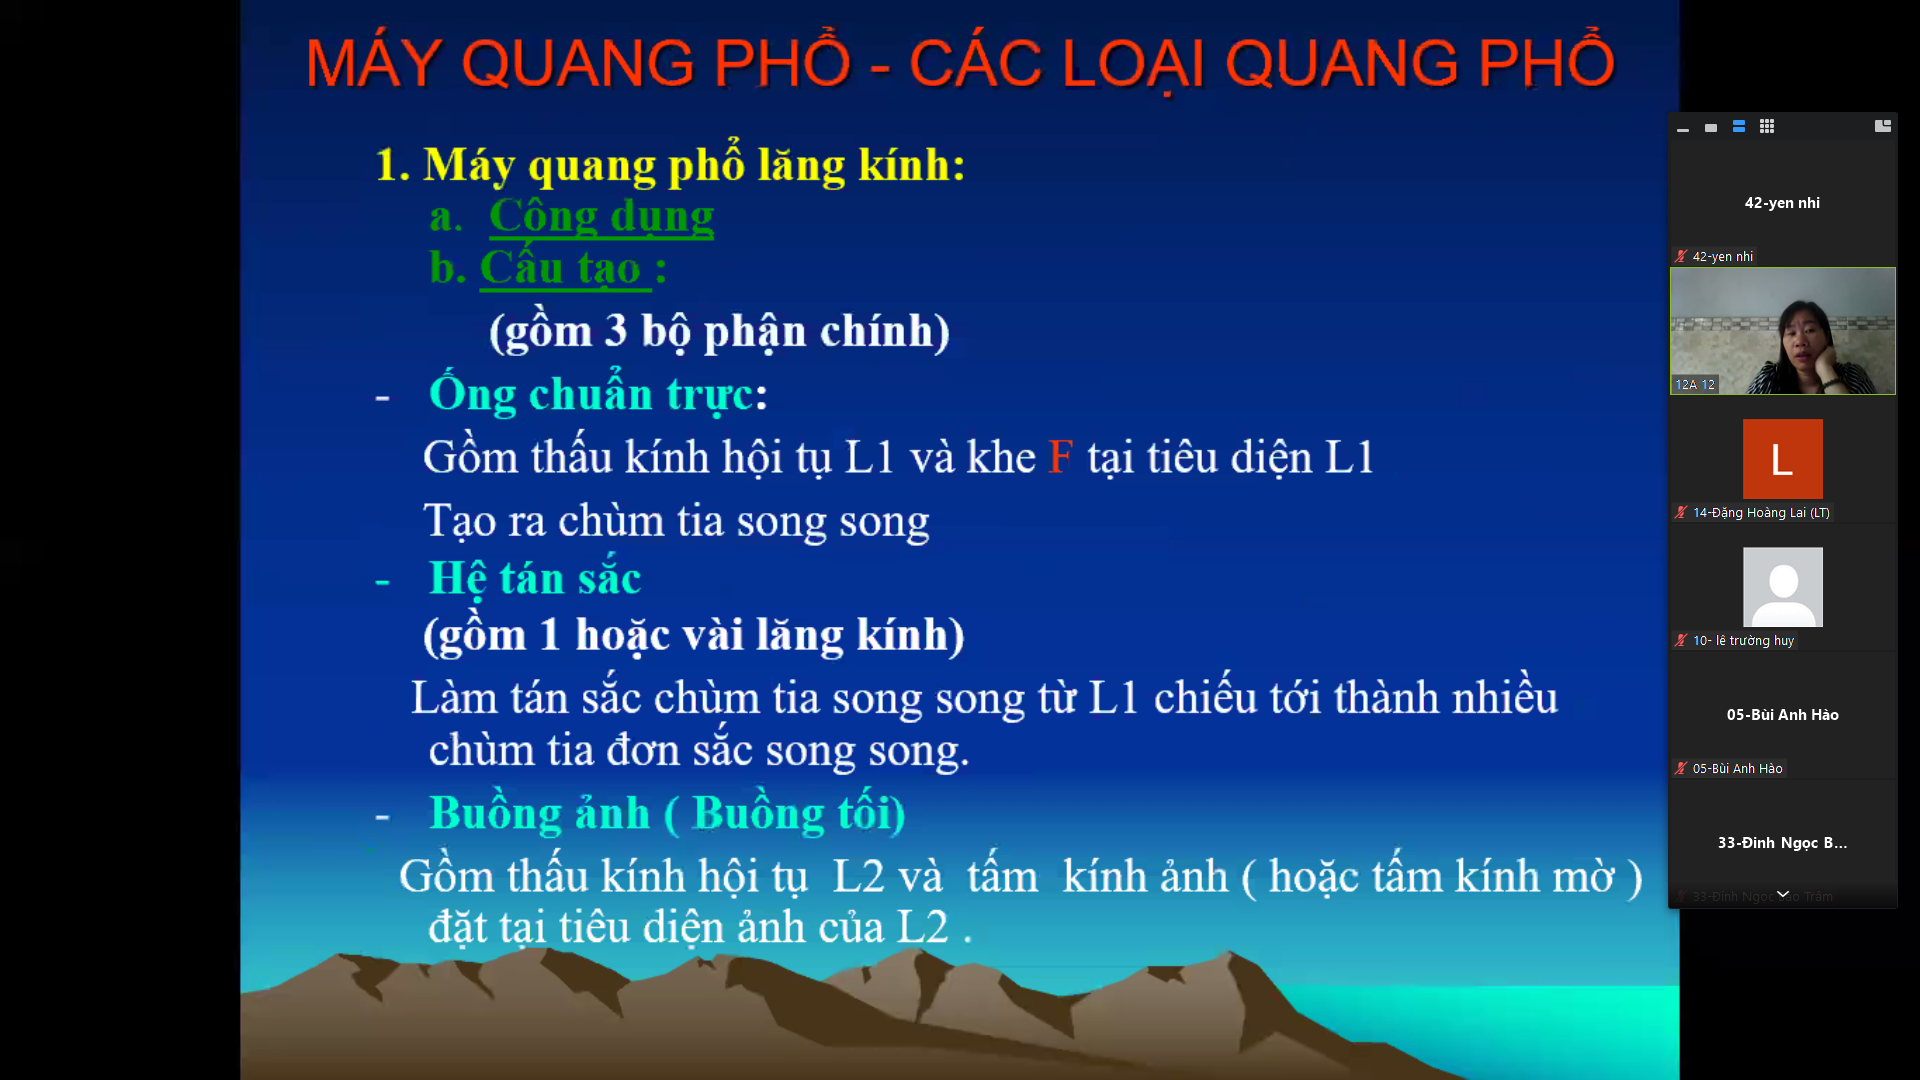 MÁY QUANG PHỔ - CÁC LOẠI QUANG PHỔ
1. Máy quang phổ lăng kính:
a. Công dụng
b. Cấu tạo :
(gồm 3 bộ phận chính)
- Ống chuẩn trực:
Gồm thấu kính hội tụ L1 và khe F tại tiêu diện L1
Tạo ra chùm tia song song
- Hệ tán sắc
(gồm 1 hoặc vài lăng kính)
Làm tán sắc chùm tia song song từ L1 chiếu tới thành nhiều
chùm tia đơn sắc song song.
- Buồng ảnh ( Buồng tối)
Gồm thấu kính hội tụ L2 và tấm kính ảnh ( hoặc tấm kính mờ )
đặt tại tiêu diện ảnh của L2 .
42-yen nhi
42-yen nhi
12A 12
L
14-Đặng Hoàng Lai (LT)
10- lê trường huy
05-Bùi Anh Hào
05-Bùi Anh Hào
33-Đinh Ngọc B...
33-Đinh Ngọc Bảo Trâm